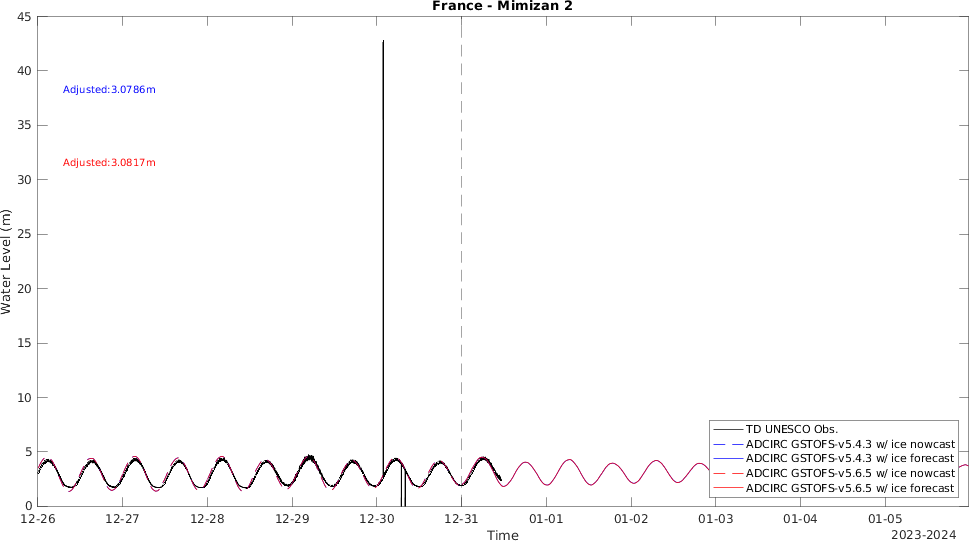 France - Mimizan 2
45
40
35
30
25
20
15
10
5
0
Water Level (m)
Adjusted:3.0786m
Adjusted:3.0817m
TD UNESCO Obs.
ADCIRC GSTOFS-v5.4.3 w/ ice nowcast
ADCIRC GSTOFS-v5.4.3 w/ ice forecast
ADCIRC GSTOFS-v5.6.5 w/ ice nowcast
ADCIRC GSTOFS-v5.6.5 w/ ice forecast
12-26 12-27 12-28 12-29 12-30 12-31 01-01 01-02 01-03 01-04 01-05
Time
2023-2024